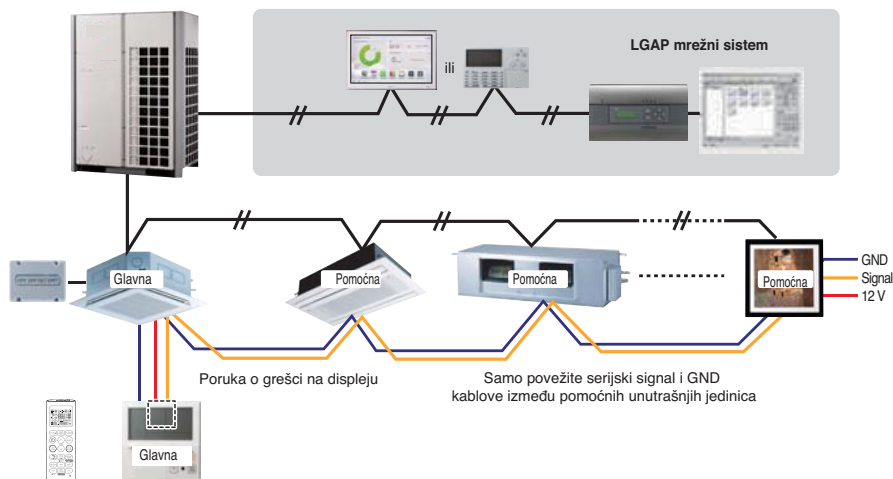 LGAP mrežni sistem
ili
Glavna
Pomoćna
Pomoćna
Pomoćna
GND
Signal
12 V
Poruka o grešci na displeju
Samo povežite serijski signal i GND
kablove između pomoćnih unutrašnjih jedinica
Glavna